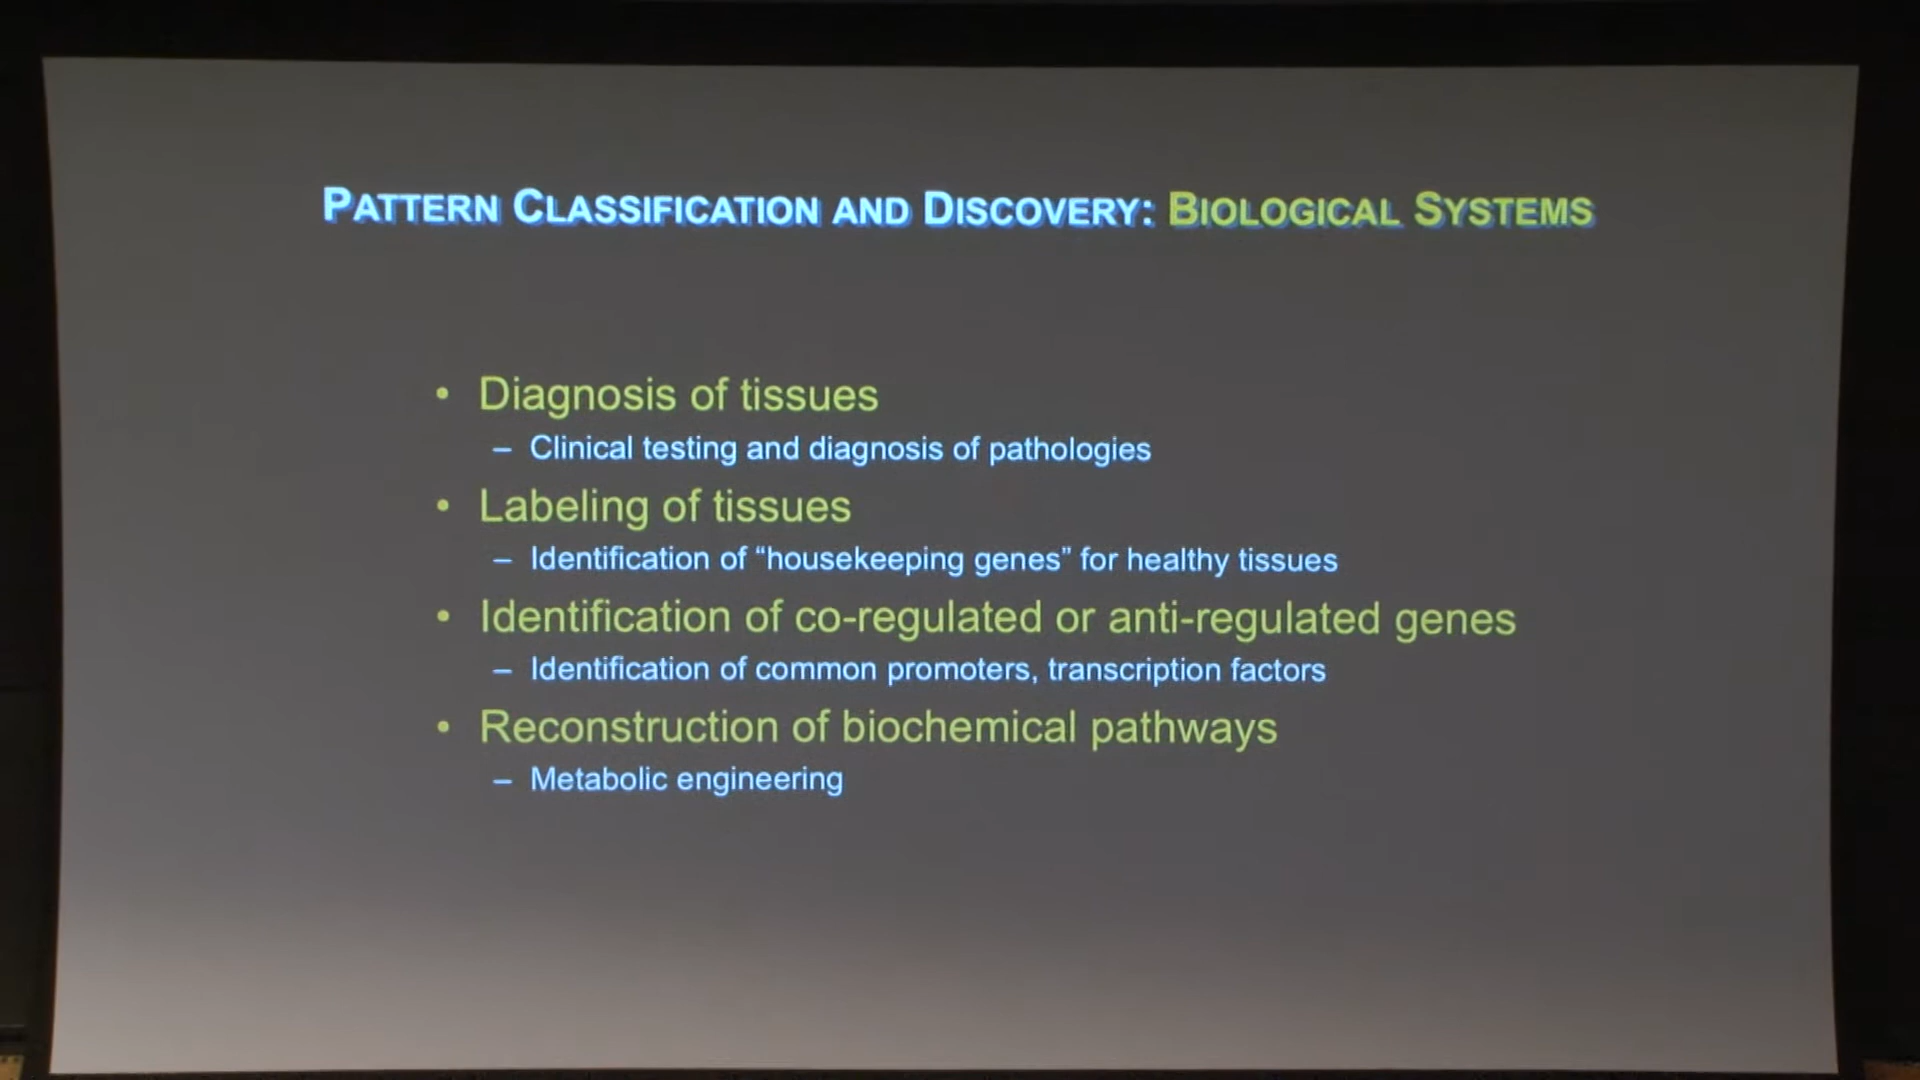 PATTERN CLASSIFICATION AND DISCOVERY: BIOLOGICAL SYSTEMS
• Diagnosis of tissues
– Clinical testing and diagnosis of pathologies
• Labeling of tissues
– Identification of “housekeeping genes” for healthy tissues
• Identification of co-regulated or anti-regulated genes
– Identification of common promoters, transcription factors
• Reconstruction of biochemical pathways
– Metabolic engineering